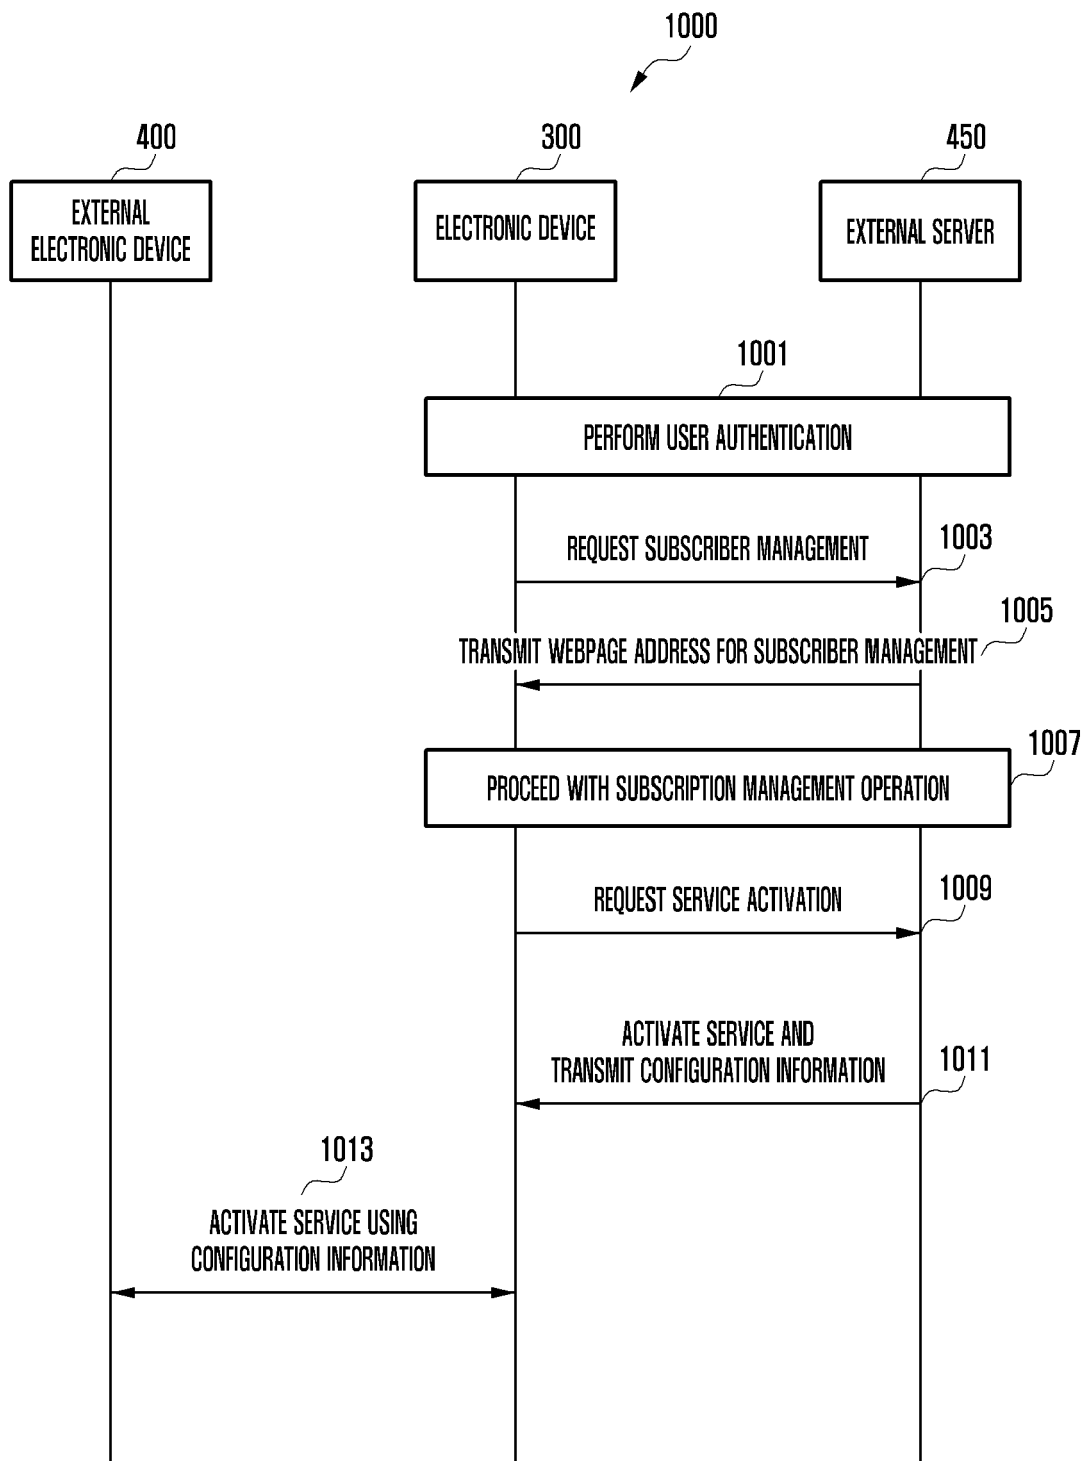 1000
400
300
450
EXTERNAL
ELECTRONIC DEVICE
ELECTRONIC DEVICE
EXTERNAL SERVER
1001
PERFORM USER AUTHENTICATION
REQUEST SUBSCRIBER MANAGEMENT
1003
1005
TRANSMIT WEBPAGE ADDRESS FOR SUBSCRIBER MANAGEMENT
1007
PROCEED WITH SUBSCRIPTION MANAGEMENT OPERATION
REQUEST SERVICE ACTIVATION
1009
ACTIVATE SERVICE AND
TRANSMIT CONFIGURATION INFORMATION
1011
1013
ACTIVATE SERVICE USING
CONFIGURATION INFORMATION